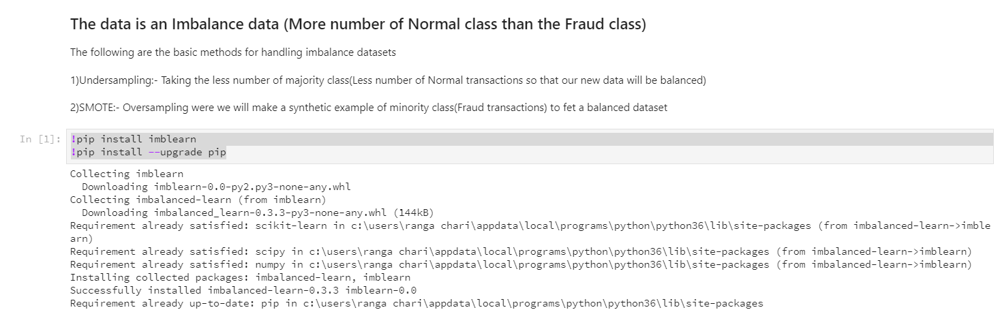 The data is an Imbalance data (More number of Normal class than the Fraud class)
The following are the basic methods for handling imbalance datasets
1)Undersampling:- Taking the less number of majority class(Less number of Normal transactions so that our new data will be balanced)
2)SMOTE:- Oversampling were we will make a synthetic example of minority class(Fraud transactions) to fet a balanced dataset
In [1]: !pip install imblearn
!pip install --upgrade pip
Collecting imblearn
  Downloading imblearn-0.0-py2.py3-none-any.whl
Collecting imbalanced-learn (from imblearn)
  Downloading imbalanced_learn-0.3.3-py3-none-any.whl (144kB)
Requirement already satisfied: scikit-learn in c:\users\ranga chari\appdata\local\programs\python\python36\lib\site-packages (from imbalanced-learn->imble
arn)
Requirement already satisfied: scipy in c:\users\ranga chari\appdata\local\programs\python\python36\lib\site-packages (from imbalanced-learn->imblearn)
Requirement already satisfied: numpy in c:\users\ranga chari\appdata\local\programs\python\python36\lib\site-packages (from imbalanced-learn->imblearn)
Installing collected packages: imbalanced-learn, imblearn
Successfully installed imbalanced-learn-0.3.3 imblearn-0.0
Requirement already up-to-date: pip in c:\users\ranga chari\appdata\local\programs\python\python36\lib\site-packages